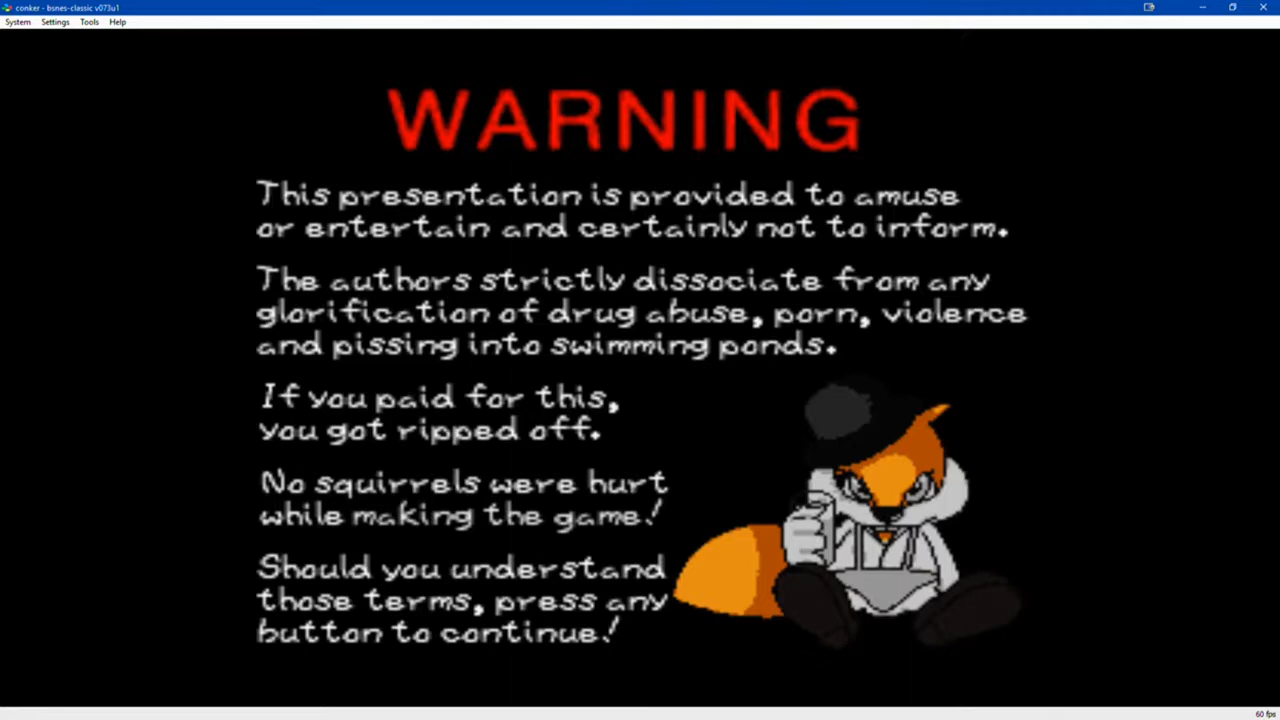 conker - bsnes-classic v073u1
System Settings Tools Help
WARNING
This presentation is provided to amuse
or entertain and certainly not to inform.
The authors strictly dissociate from any
glorification of drug abuse, porn, violence
and pissing into swimming ponds.
If you paid for this,
you got ripped off.
No squirrels were hurt
while making the game!
Should you understand
those terms, press any
button to continue!
60 fps